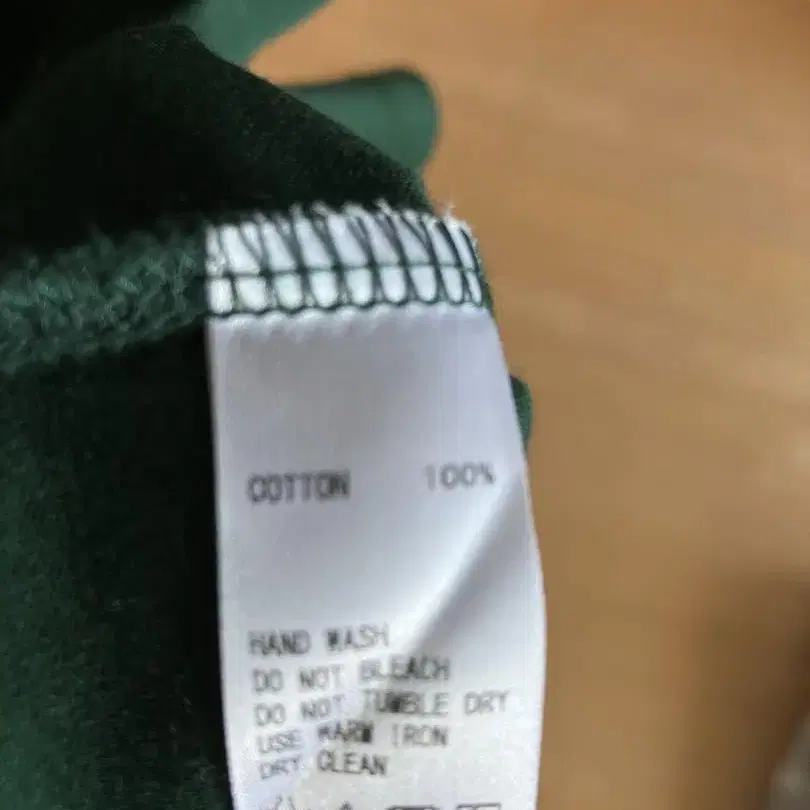 COTTON 100%
HAND WASH
DO NOT BLEACH
DO NOT TUMBLE DRY
USE WARM IRON
DRY CLEAN